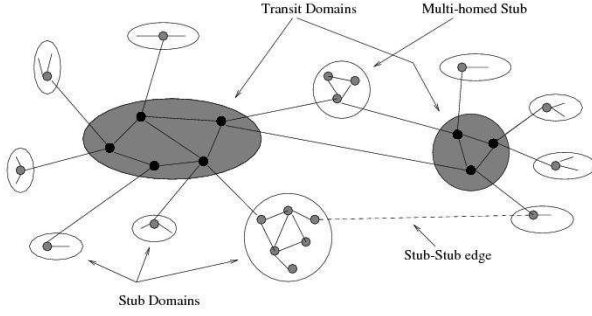 Transit Domains
Multi-homed Stub
Stub-Stub edge
Stub Domains